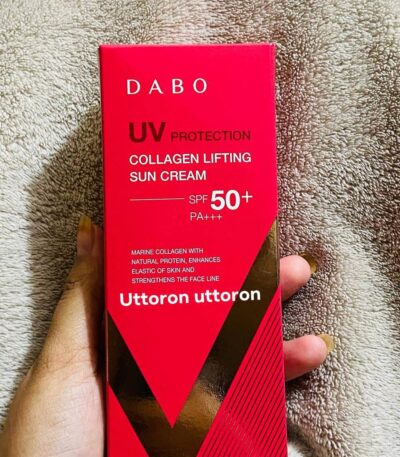 DABO
UV PROTECTION
COLLAGEN LIFTING
SUN CREAM
SPF 50+
PA+++
MARINE COLLAGEN WITH
NATURAL PROTEIN, ENHANCES
ELASTIC OF SKIN AND
STRENGTHENS THE FACE LINE
Uttoron uttoron